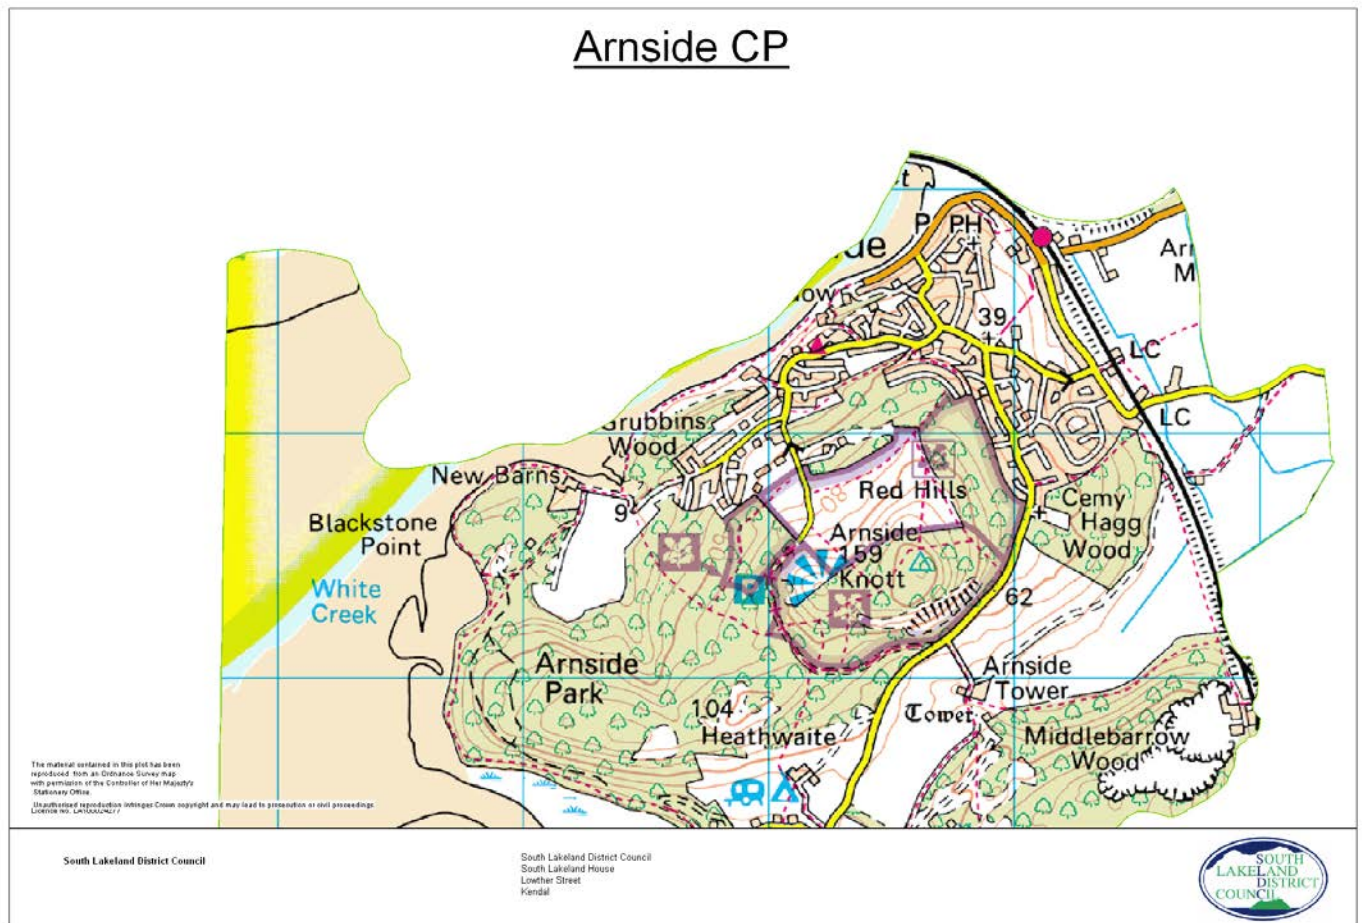 Arnside CP
PH
de
Arr
M
39
LC
LC
Grubbins
Wood
New Barns
Red Hills
80
Cemy
Hagg
Wood
9
Blackstone
Point
Arnside
159
Knott
White
Creek
P
62
Arnside
Park
Arnside
Tower
104
Tower
Heathwaite
Middlebarrow
Wood
The material contained in this plot has been
reproduced from an Ordnance Survey map
with permission of the Controller of Her Majesty's
Stationery Office.
Unauthorised reproduction infringes Crown copyright and may lead to prosecution or civil proceedings
South Lakeland District Council
South Lakeland District Council
South Lakeland House
Lowther Street
Kendal
SOUTH
LAKELAND
DISTRICT
COUNCIL